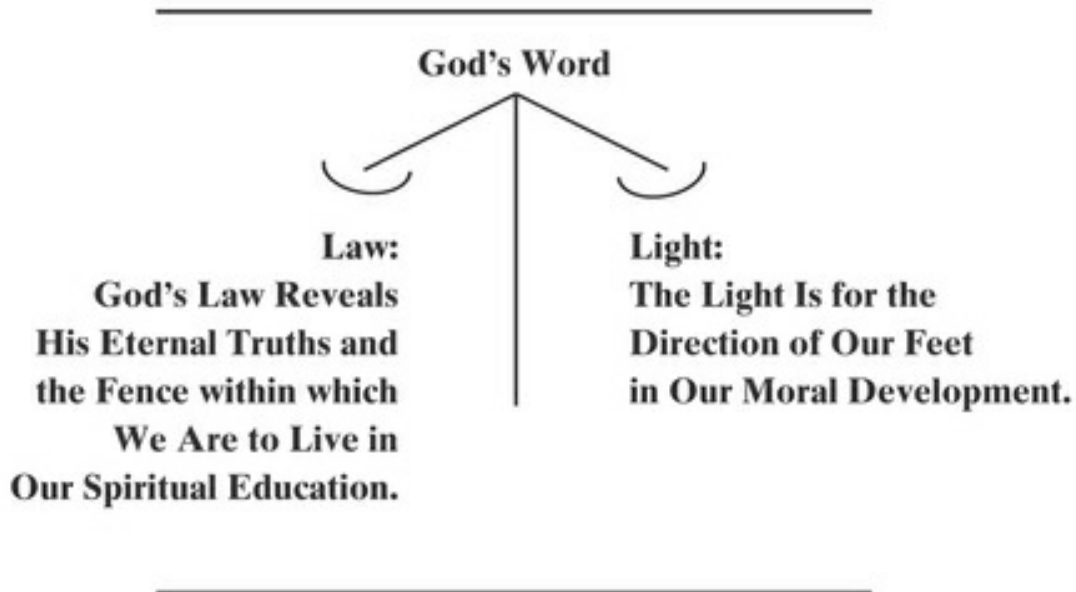 God's Word
Law:
God's Law Reveals
His Eternal Truths and
the Fence within which
We Are to Live in
Our Spiritual Education.
Light:
The Light Is for the
Direction of Our Feet
in Our Moral Development.